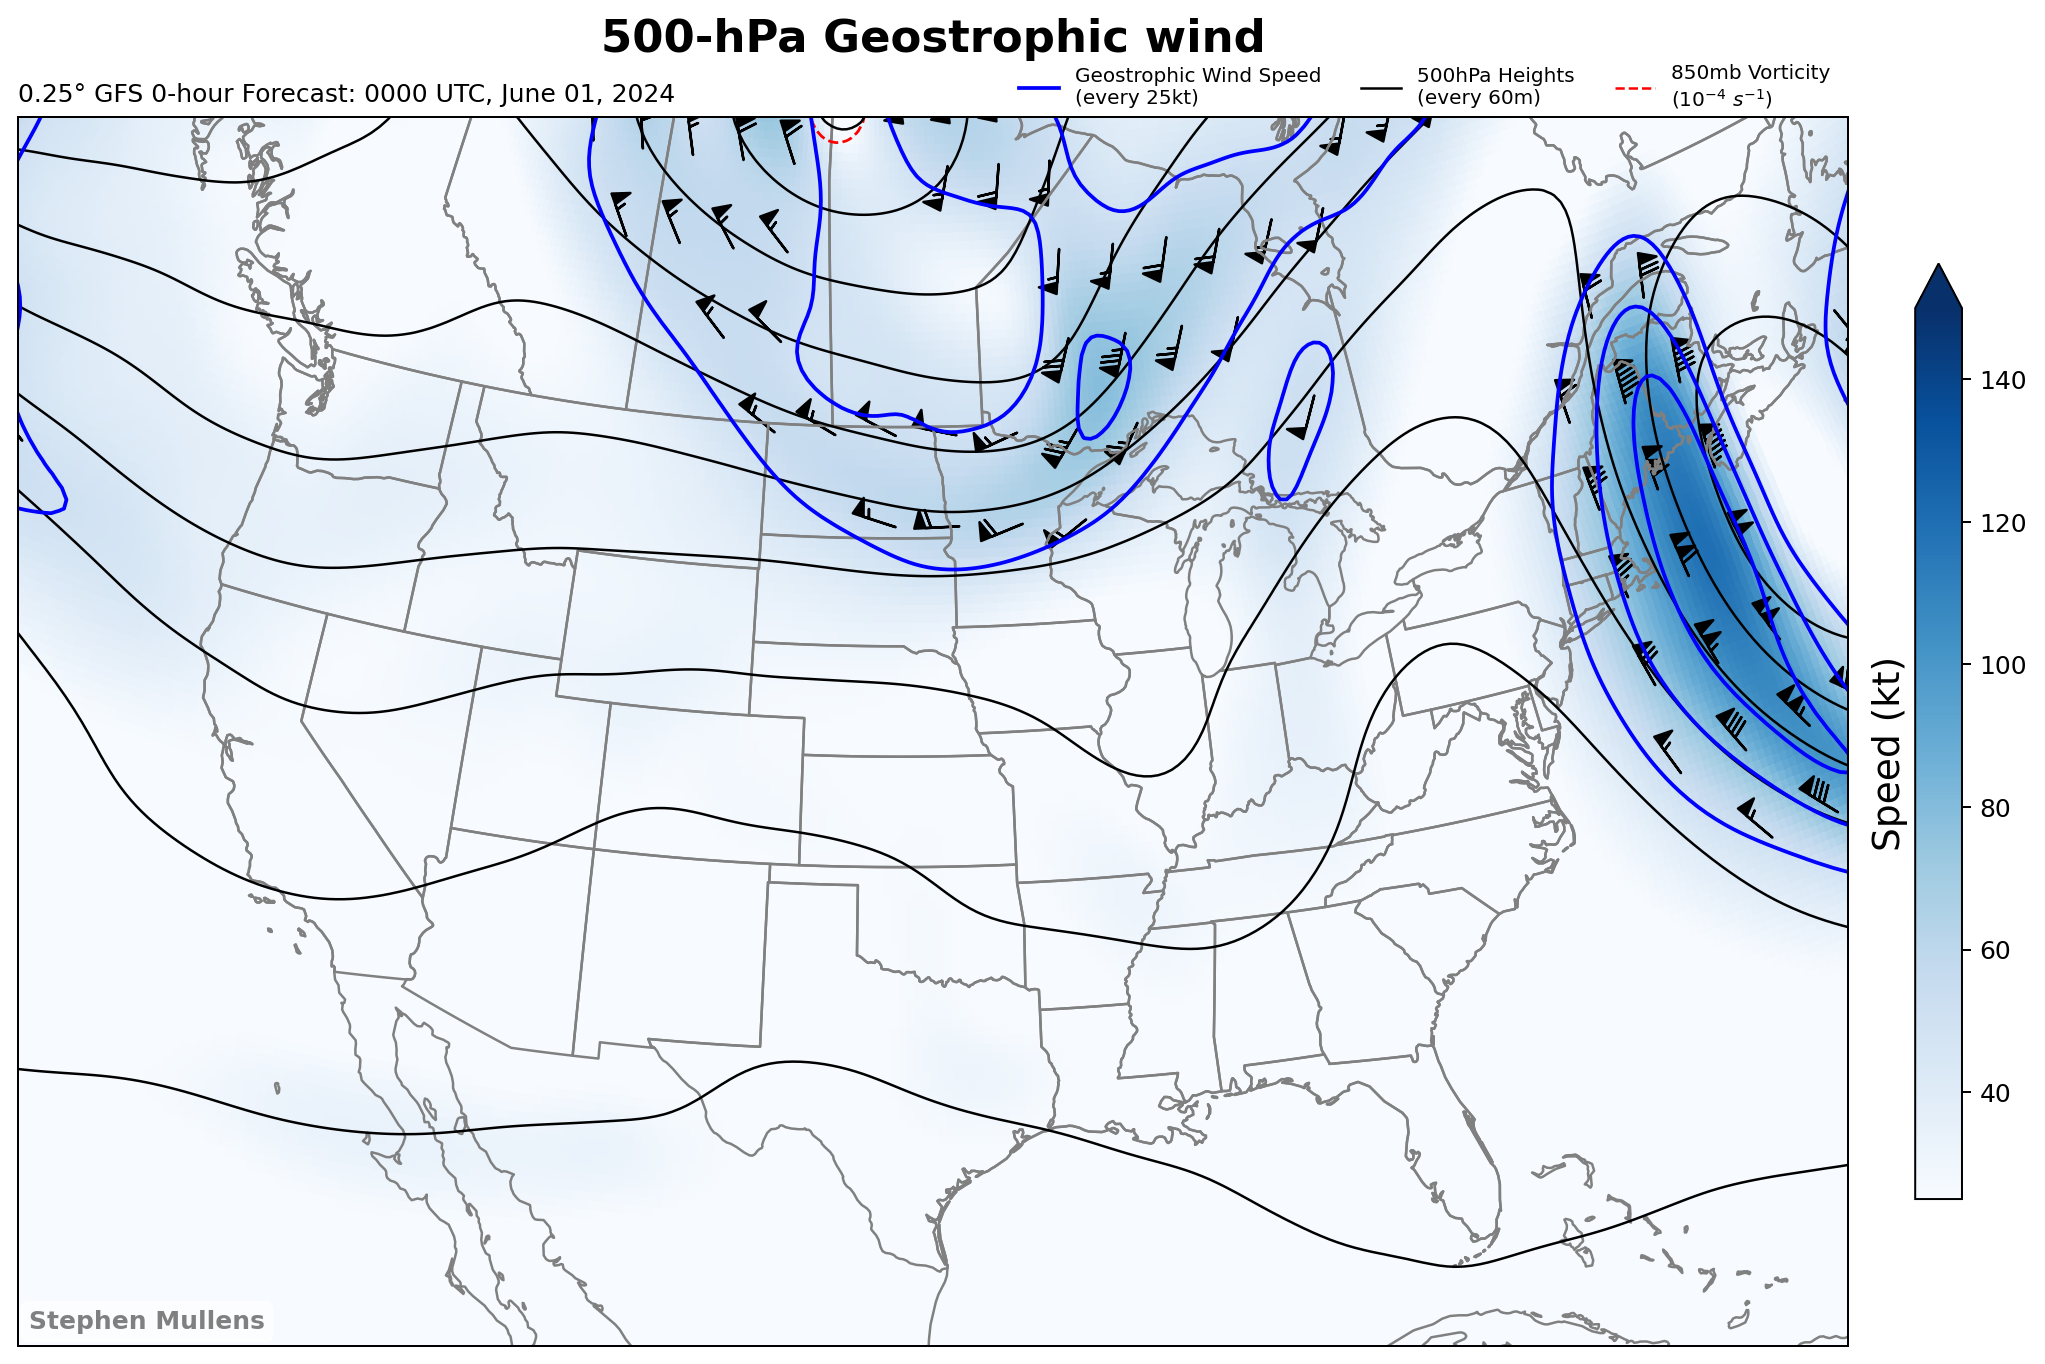 500-hPa Geostrophic wind
0.25° GFS 0-hour Forecast: 0000 UTC, June 01, 2024
Geostrophic Wind Speed
(every 25kt)
500hPa Heights
(every 60m)
850mb Vorticity
(10⁻⁴ s⁻¹)
140
120
100
80
60
40
Speed (kt)
Stephen Mullens